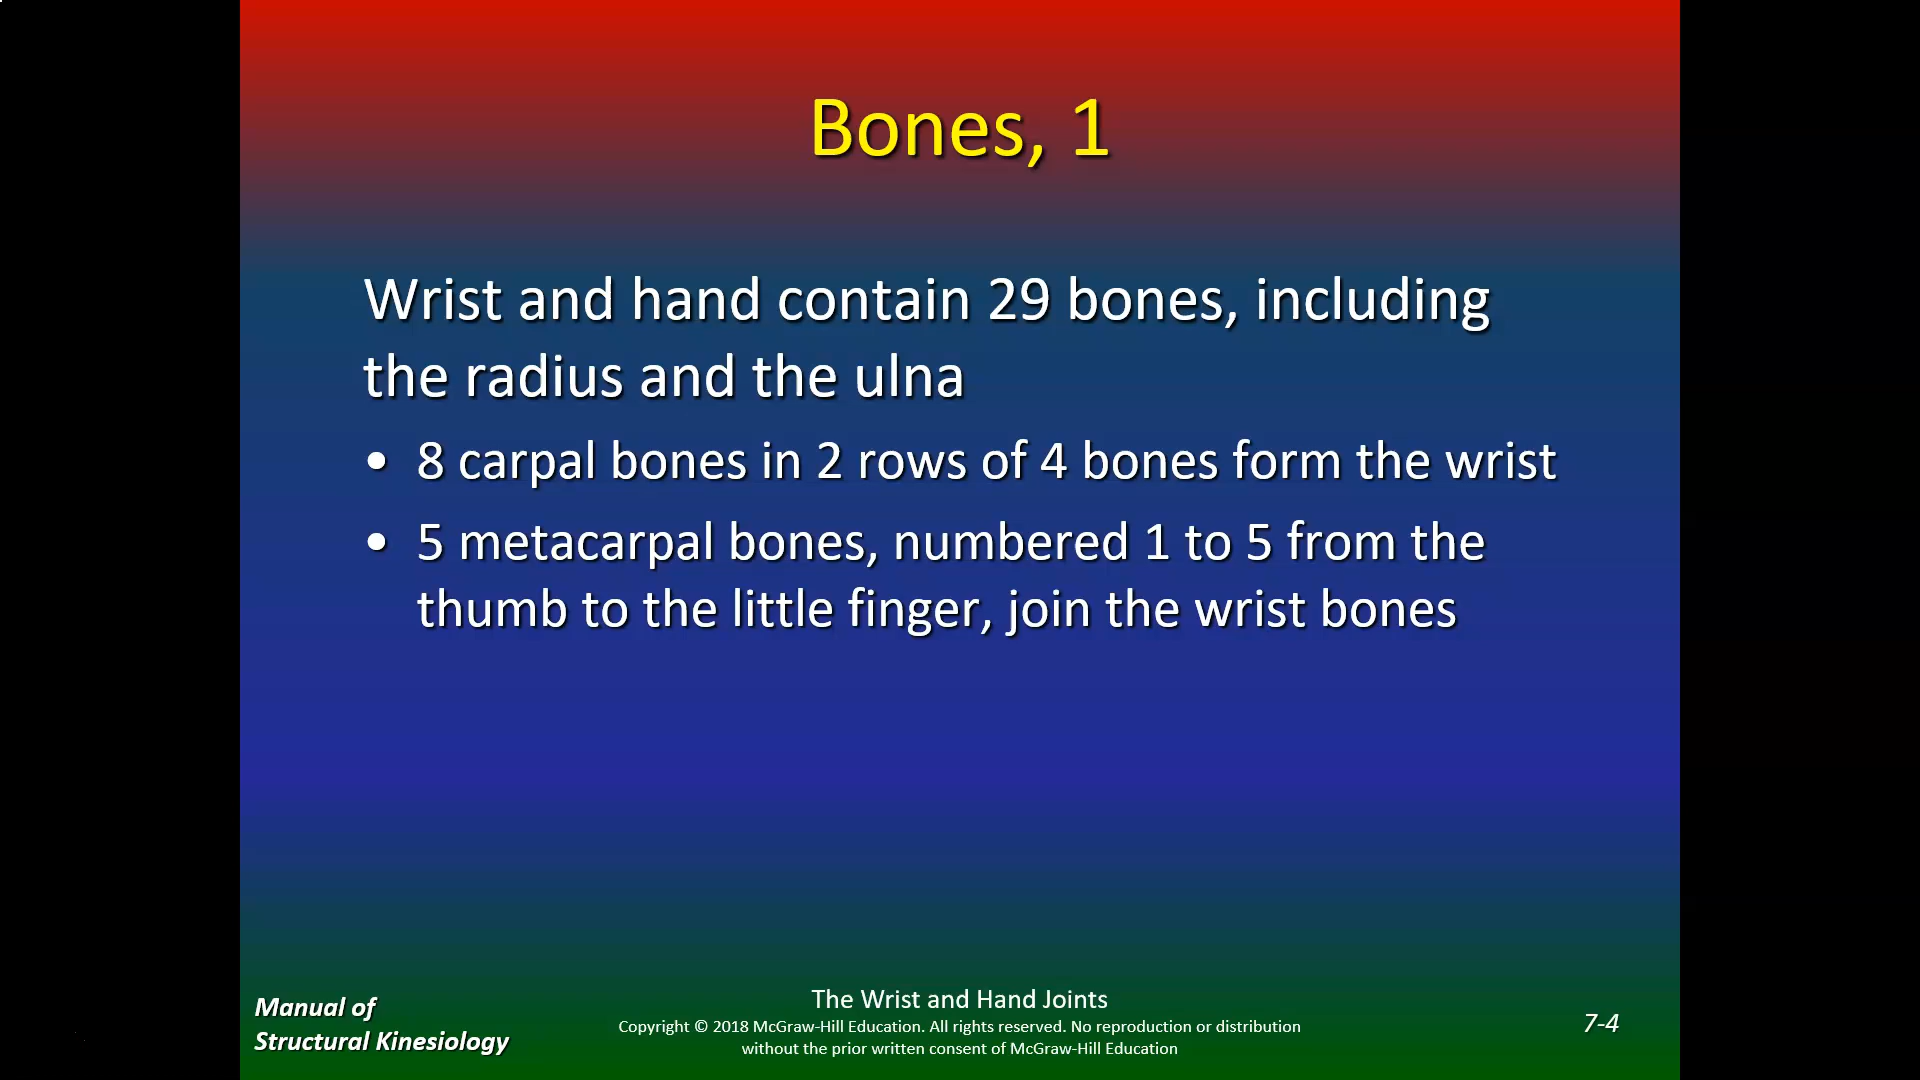 Bones, 1
Wrist and hand contain 29 bones, including
the radius and the ulna
• 8 carpal bones in 2 rows of 4 bones form the wrist
• 5 metacarpal bones, numbered 1 to 5 from the
thumb to the little finger, join the wrist bones
Manual of
Structural Kinesiology
The Wrist and Hand Joints
Copyright © 2018 McGraw-Hill Education. All rights reserved. No reproduction or distribution
without the prior written consent of McGraw-Hill Education
7-4